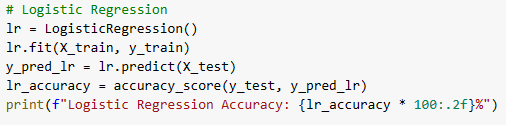 # Logistic Regression
lr = LogisticRegression()
lr.fit(X_train, y_train)
y_pred_lr = lr.predict(X_test)
lr_accuracy = accuracy_score(y_test, y_pred_lr)
print(f"Logistic Regression Accuracy: {lr_accuracy * 100:.2f}%")